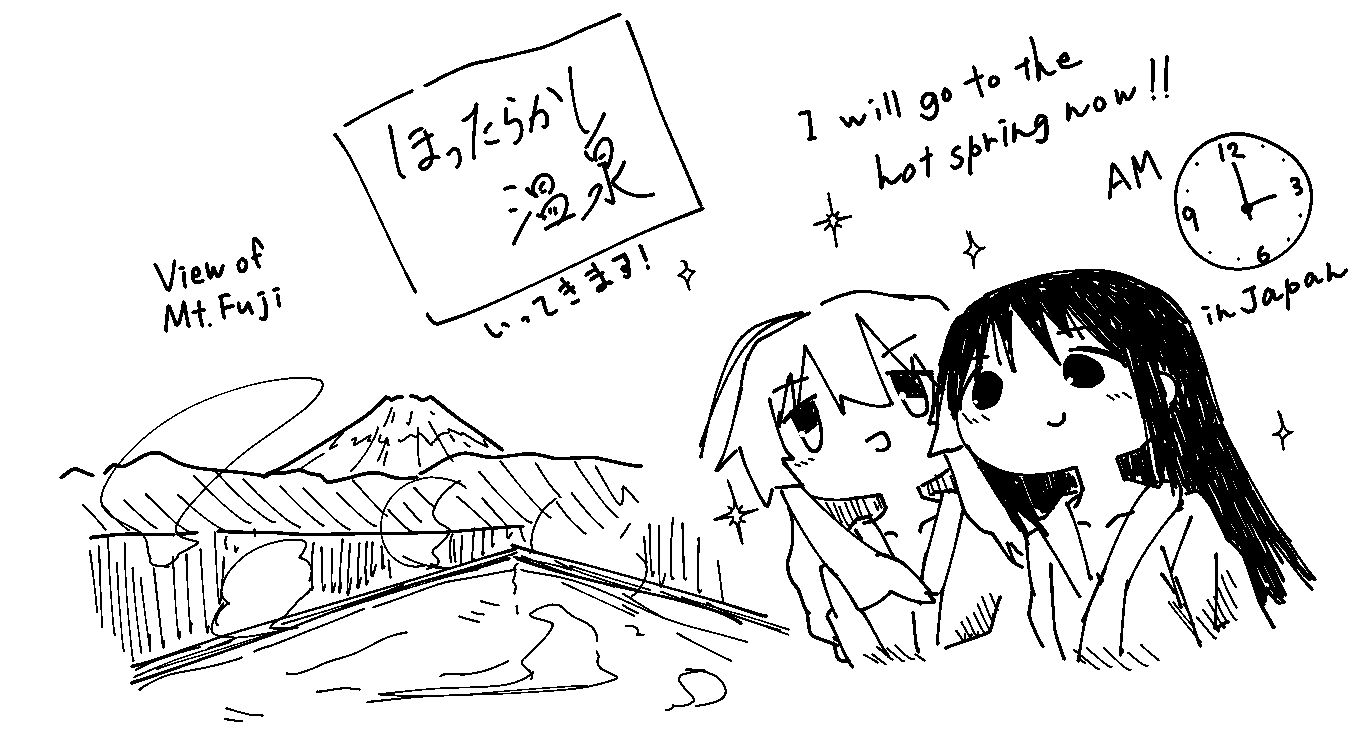 ほったらかし
温泉
いってきます!
View of
Mt. Fuji
I will go to the
hot spring now!!
AM
12
3
6
9
in Japan